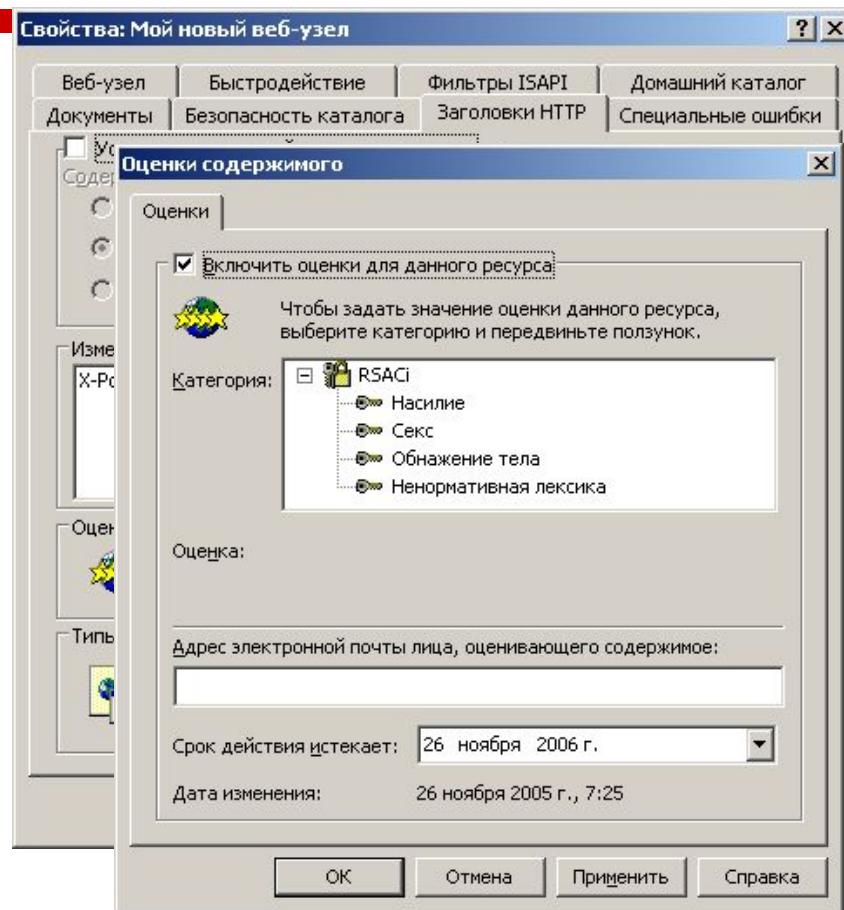 Свойства: Мой новый веб-узел
Веб-узел Быстродействие Фильтры ISAPI Домашний каталог
Документы Безопасность каталога Заголовки HTTP Специальные ошибки
Оценки содержимого
Оценки
Включить оценки для данного ресурса
Чтобы задать значение оценки данного ресурса,
выберите категорию и передвиньте ползунок.
Категория:
RSACi
Насилие
Секс
Обнажение тела
Ненормативная лексика
Оценка:
Адрес электронной почты лица, оценивающего содержимое:
Срок действия истекает: 26 ноября 2006 г.
Дата изменения: 26 ноября 2005 г., 7:25
ОК Отмена Применить Справка